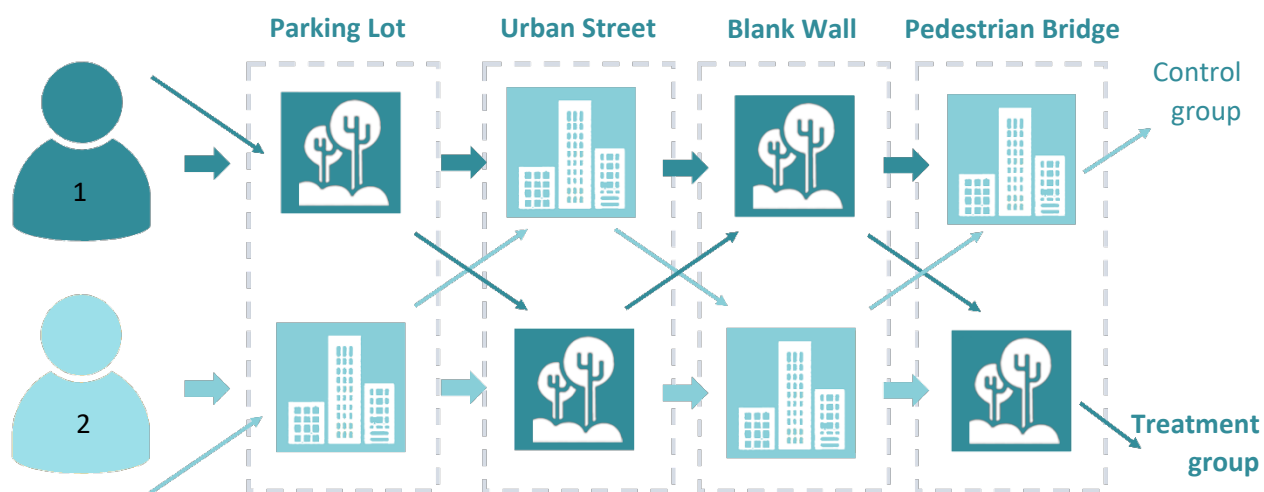 Parking Lot
Urban Street
Blank Wall
Pedestrian Bridge
Control
group
1
2
Treatment
group